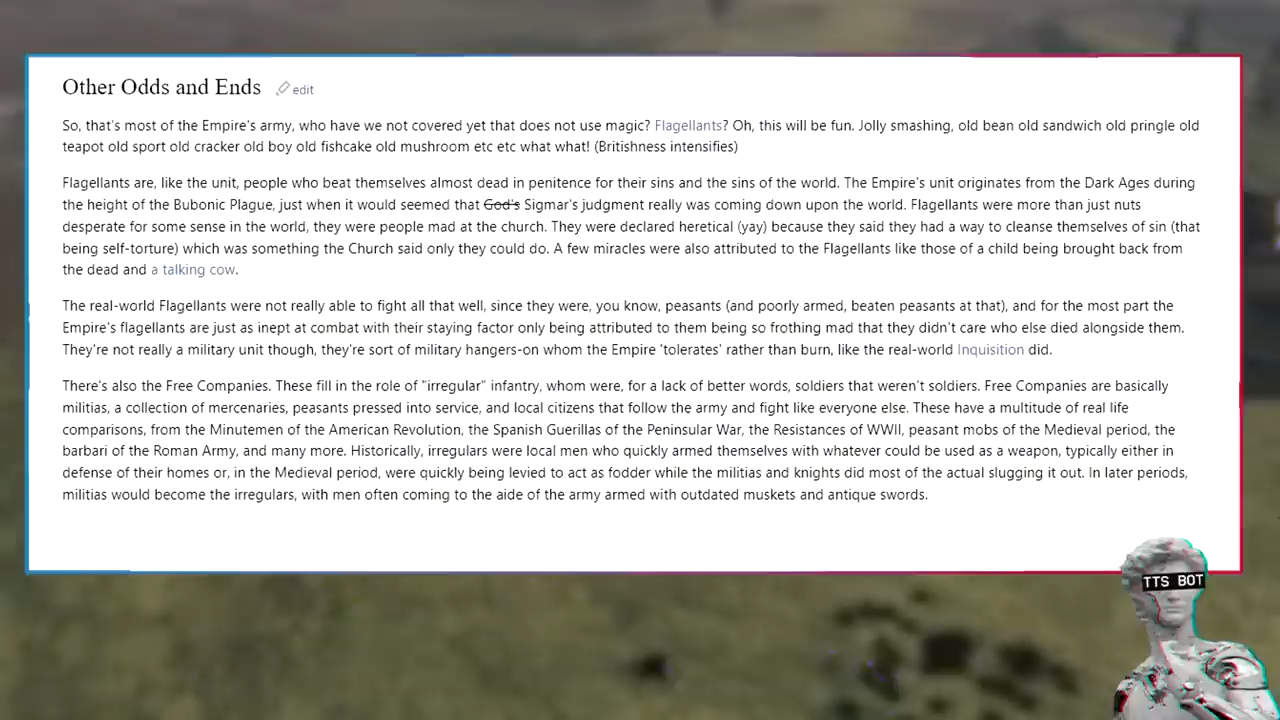 Other Odds and Ends edit
So, that's most of the Empire's army, who have we not covered yet that does not use magic? Flagellants? Oh, this will be fun. Jolly smashing, old bean old sandwich old pringle old
teapot old sport old cracker old boy old fishcake old mushroom etc etc what what! (Britishness intensifies)
Flagellants are, like the unit, people who beat themselves almost dead in penitence for their sins and the sins of the world. The Empire's unit originates from the Dark Ages during
the height of the Bubonic Plague, just when it would seemed that God's Sigmar's judgment really was coming down upon the world. Flagellants were more than just nuts
desperate for some sense in the world, they were people mad at the church. They were declared heretical (yay) because they said they had a way to cleanse themselves of sin (that
being self-torture) which was something the Church said only they could do. A few miracles were also attributed to the Flagellants like those of a child being brought back from
the dead and a talking cow.
The real-world Flagellants were not really able to fight all that well, since they were, you know, peasants (and poorly armed, beaten peasants at that), and for the most part the
Empire's flagellants are just as inept at combat with their staying factor only being attributed to them being so frothing mad that they didn't care who else died alongside them.
They're not really a military unit though, they're sort of military hangers-on whom the Empire 'tolerates' rather than burn, like the real-world Inquisition did.
There's also the Free Companies. These fill in the role of "irregular" infantry, whom were, for a lack of better words, soldiers that weren't soldiers. Free Companies are basically
militias, a collection of mercenaries, peasants pressed into service, and local citizens that follow the army and fight like everyone else. These have a multitude of real life
comparisons, from the Minutemen of the American Revolution, the Spanish Guerillas of the Peninsular War, the Resistances of WWII, peasant mobs of the Medieval period, the
barbari of the Roman Army, and many more. Historically, irregulars were local men who quickly armed themselves with whatever could be used as a weapon, typically either in
defense of their homes or, in the Medieval period, were quickly being levied to act as fodder while the militias and knights did most of the actual slugging it out. In later periods,
militias would become the irregulars, with men often coming to the aide of the army armed with outdated muskets and antique swords.
TTS BOT